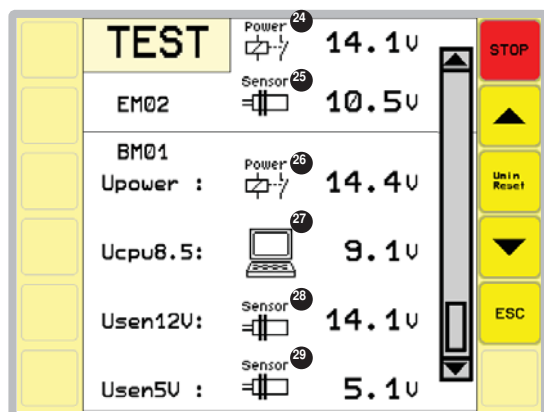 TEST Power 24 14.1V STOP
EM02 Sensor 25 10.5V
BM01
Upower : Power 26 14.4V Umin Reset
Ucpu8.5: 27 9.1V
Usen12V: Sensor 28 14.1V ESC
Usen5V : Sensor 29 5.1V